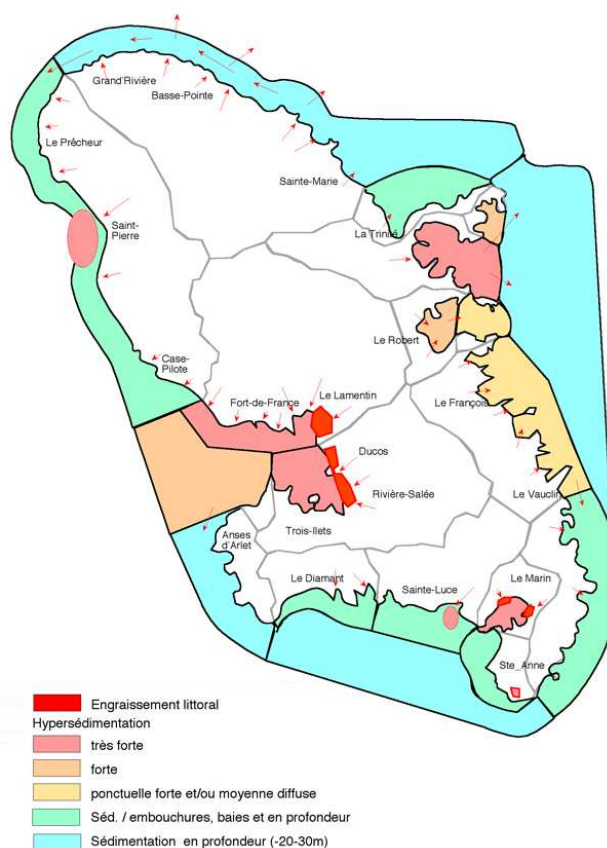 Grand'Rivière
Basse-Pointe
Le Prêcheur
Sainte-Marie
Saint-
Pierre
La Trinité
Le Robert
Case-
Pilote
Fort-de-France
Le Lamentin
Le François
Ducos
Rivière-Salée
Le Vauclin
Anses
d'Arlet
Trois-Ilets
Le Diamant
Sainte-Luce
Le Marin
Ste_Anne
Engraissement littoral
Hypersédimentation
très forte
forte
ponctuelle forte et/ou moyenne diffuse
Séd. / embouchures, baies et en profondeur
Sédimentation en profondeur (-20-30m)